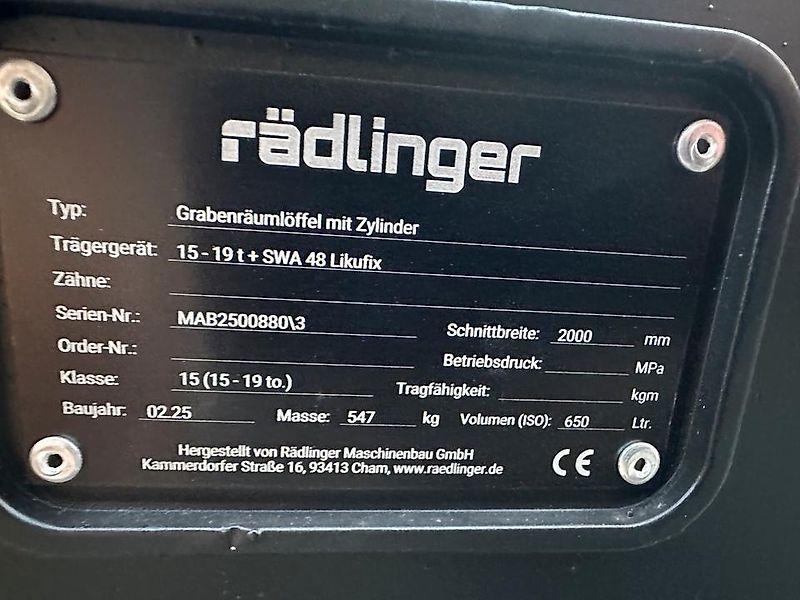 rädlinger
Typ: Grabenräumlöffel mit Zylinder
Trägergerät: 15 - 19 t + SWA 48 Likufix
Zähne:
Serien-Nr.: MAB2500880\3 Schnittbreite: 2000 mm
Order-Nr.: Betriebsdruck: MPa
Klasse: 15 (15 - 19 to.) Tragfähigkeit: kgm
Baujahr: 02.25 Masse: 547 kg Volumen (ISO): 650 Ltr.
Hergestellt von Rädlinger Maschinenbau GmbH
Kammerdorfer Straße 16, 93413 Cham, www.raedlinger.de
CE